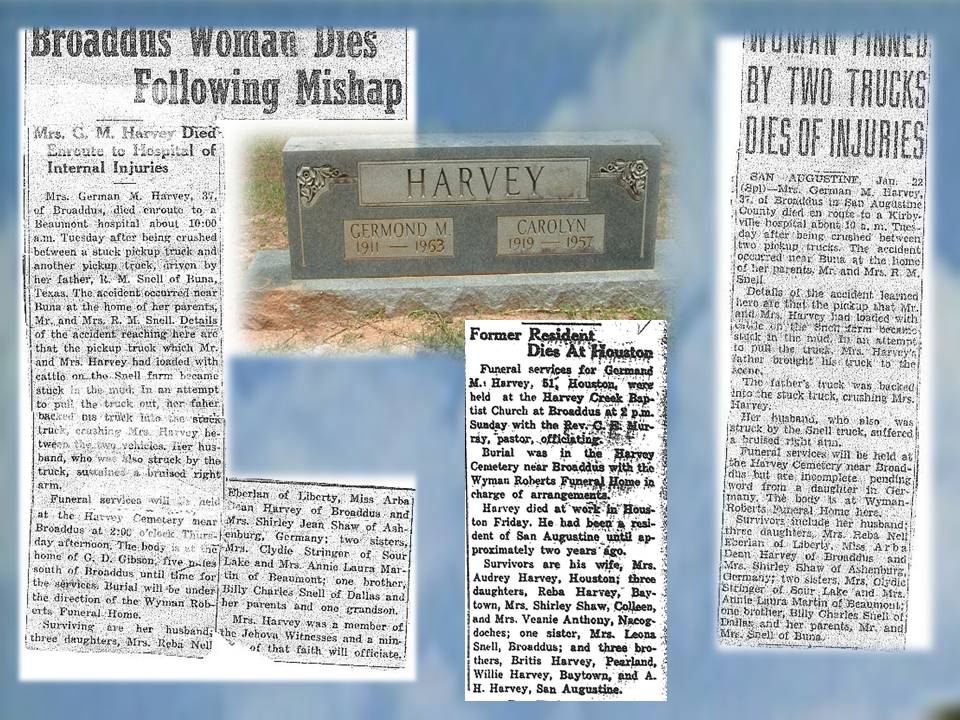 Broaddus Woman Dies
Following Mishap
Mrs. G. M. Harvey Died
Enroute to Hospital of
Internal Injuries
Mrs. German M. Harvey, 37,
of Broaddus, died enroute to a
Beaumont hospital about 10:00
a.m. Tuesday after being crushed
between a stuck pickup truck and
another pickup truck, driven by
her father, R. M. Snell of Buna,
Texas. The accident occurred near
Buna at the home of her parents,
Mr. and Mrs. R. M. Snell. Details
of the accident reaching here are
that the pickup truck which Mr.
and Mrs. Harvey had loaded with
cattle on the Snell farm became
stuck in the mud. In an attempt
to pull the truck out, her faher
backed his truck into the stuck
truck, crushing Mrs. Harvey be-
tween the two vehicles. Her hus-
band, who was also struck by the
truck, sustained a bruised right
arm.
Funeral services will be held
at the Harvey Cemetery near
Broaddus at 2:00 o'clock Thurs-
day afternoon. The body is at the
home of G. D. Gibson, five miles
south of Broaddus until time for
the services. Burial will be under
the direction of the Wyman Rob-
erts Funeral Home.
Surviving are her husband;
three daughters, Mrs. Reba Nell
Eberlan of Liberty, Miss Arba
Dean Harvey of Broaddus and
Mrs. Shirley Jean Shaw of Ash-
enburg, Germany; two sisters,
Mrs. Clydie Stringer of Sour
Lake and Mrs. Annie Laura Mar-
tin of Beaumont; one brother,
Billy Charles Snell of Dallas and
her parents and one grandson.
Mrs. Harvey was a member of
the Jehova Witnesses and a min-
of that faith will officiate.
HARVEY
GERMOND M.
1911 — 1963
CAROLYN
1919 — 1957
Former Resident
Dies At Houston
Funeral services for Germand
M. Harvey, 51, Houston, were
held at the Harvey Creek Bap-
tist Church at Broaddus at 2 p.m.
Sunday with the Rev. C. E. Mur-
ray, pastor, officiating.
Burial was in the Harvey
Cemetery near Broaddus with the
Wyman Roberts Funeral Home in
charge of arrangements.
Harvey died at work in Hous-
ton Friday. He had been a resi-
dent of San Augustine until ap-
proximately two years ago.
Survivors are his wife, Mrs.
Audrey Harvey, Houston; three
daughters, Reba Harvey, Bay-
town, Mrs. Shirley Shaw, Colleen,
and Mrs. Veanie Anthony, Nacog-
doches; one sister, Mrs. Leona
Snell, Broaddus; and three bro-
thers, Britis Harvey, Pearland,
Willie Harvey, Baytown, and A.
H. Harvey, San Augustine.
WOMAN PINNED
BY TWO TRUCKS
DIES OF INJURIES
SAN AUGUSTINE, Jan. 22
(Spl)—Mrs. German M. Harvey,
37, of Broaddus in San Augustine
County died en route to a Kirby-
ville hospital about 10 a. m. Tues-
day after being crushed between
two pickup trucks. The accident
occurred near Buna at the home
of her parents, Mr. and Mrs. R. M.
Snell.
Details of the accident learned
here are that the pickup that Mr.
and Mrs. Harvey had loaded with
cattle on the Snell farm became
stuck in the mud. In an attempt
to pull the truck, Mrs. Harvey's
father brought his truck to the
scene.
The father's truck was backed
into the stuck truck, crushing Mrs.
Harvey.
Her husband, who also was
struck by the Snell truck, suffered
a bruised right arm.
Funeral services will be held at
the Harvey Cemetery near Broad-
dus but are incomplete pending
word from a daughter in Ger-
many. The body is at Wyman-
Roberts Funeral Home here.
Survivors include her husband;
three daughters, Mrs. Reba Nell
Eberlan of Liberty, Miss Arba
Dean Harvey of Broaddus and
Mrs. Shirley Shaw of Ashenburg,
Germany; two sisters, Mrs. Clydie
Stringer of Sour Lake and Mrs.
Annie Laura Martin of Beaumont;
one brother, Billy Charles Snell of
Dallas and her parents, Mr. and
Mrs. Snell of Buna.